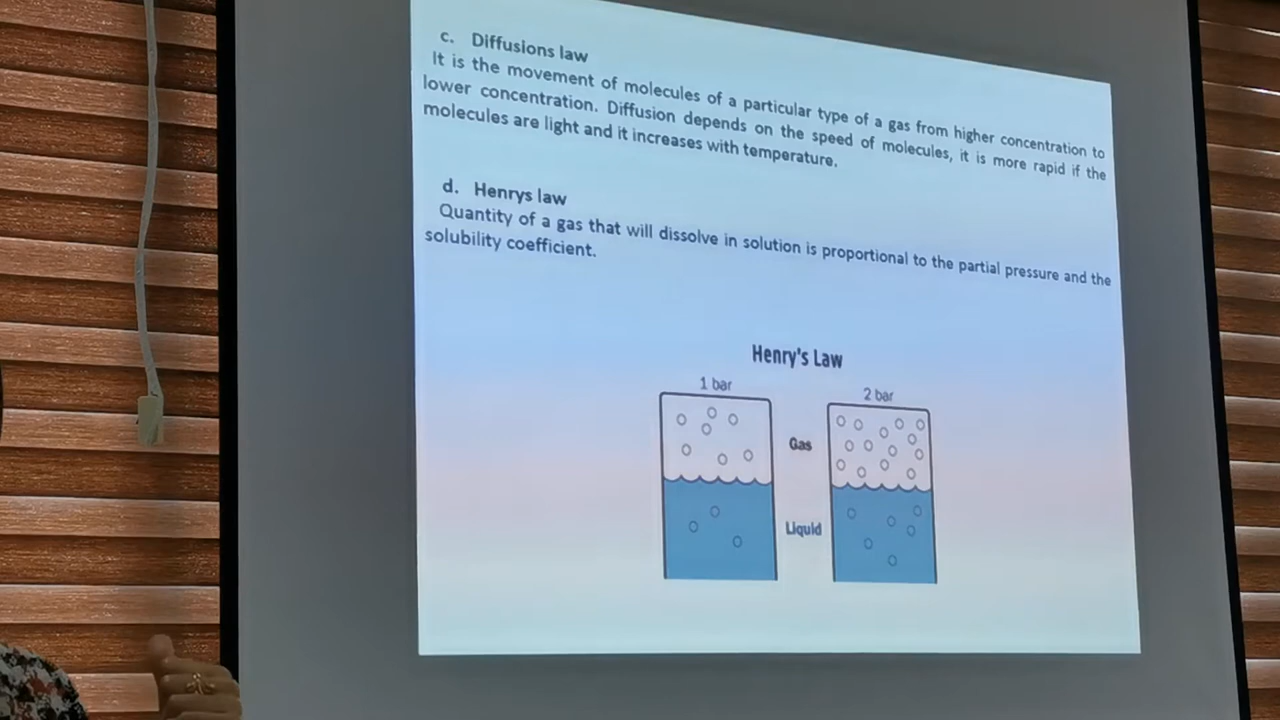 c. Diffusions law
It is the movement of molecules of a particular type of a gas from higher concentration to
lower concentration. Diffusion depends on the speed of molecules, it is more rapid if the
molecules are light and it increases with temperature.
d. Henrys law
Quantity of a gas that will dissolve in solution is proportional to the partial pressure and the
solubility coefficient.
Henry's Law
1 bar
2 bar
Gas
Liquid